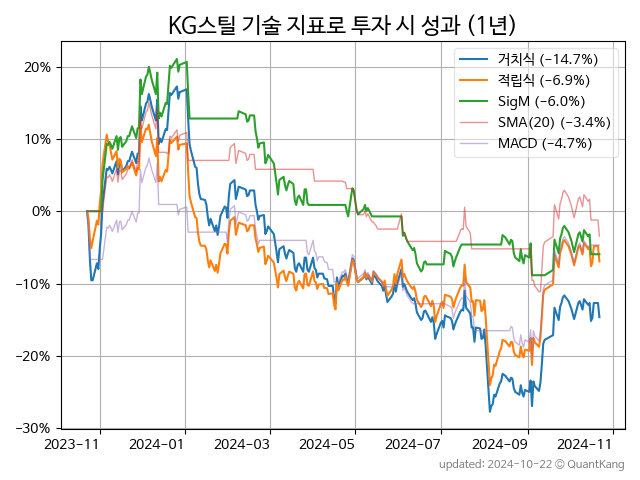 KG스틸 기술 지표로 투자 시 성과 (1년)
거치식 (−14.7%)
적립식 (−6.9%)
SigM (−6.0%)
SMA(20) (−3.4%)
MACD (−4.7%)
20%
10%
0%
−10%
−20%
−30%
2023-11 2024-01 2024-03 2024-05 2024-07 2024-09 2024-11
updated: 2024-10-22 © QuantKang